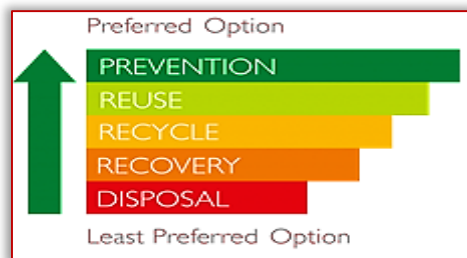 Preferred Option
PREVENTION
REUSE
RECYCLE
RECOVERY
DISPOSAL
Least Preferred Option